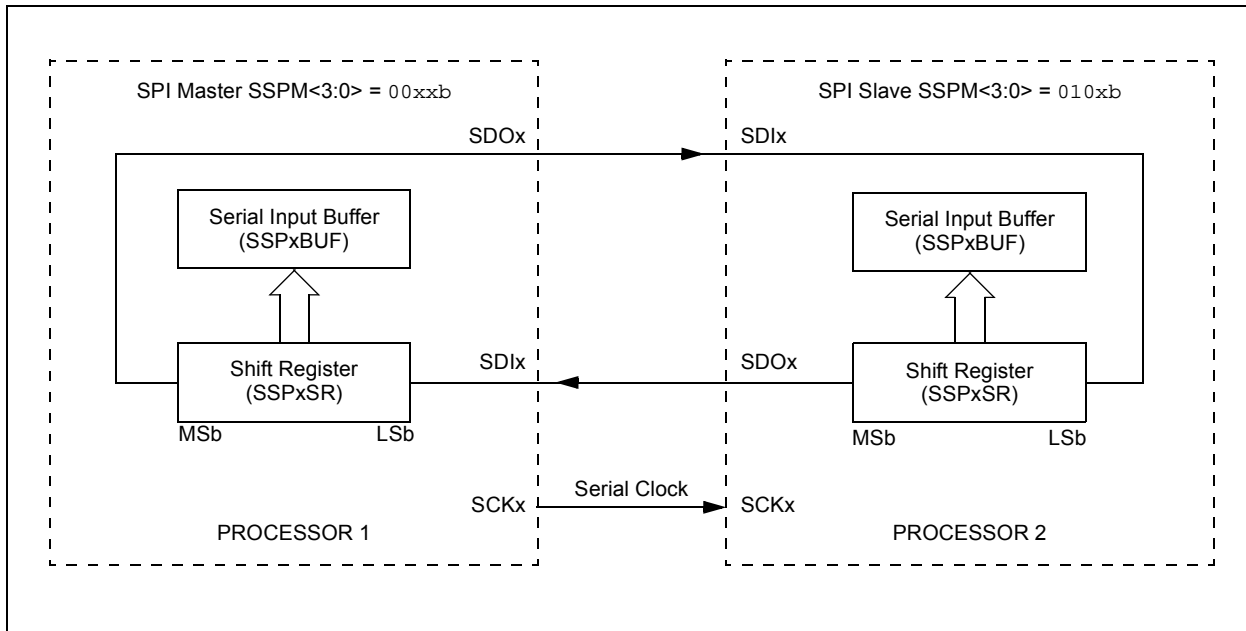 SPI Master SSPM<3:0> = 00xxb
SDOx
Serial Input Buffer
(SSPxBUF)
Shift Register
(SSPxSR)
MSb
LSb
SDIx
SCKx
PROCESSOR 1
Serial Clock
SPI Slave SSPM<3:0> = 010xb
SDIx
Serial Input Buffer
(SSPxBUF)
SDOx
Shift Register
(SSPxSR)
MSb
LSb
SCKx
PROCESSOR 2